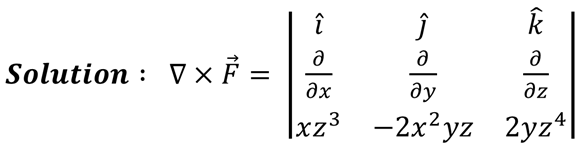 Solution : ∇ × F⃗ = | î ĵ k̂ |
| ∂/∂x ∂/∂y ∂/∂z |
| xz³ −2x²yz 2yz⁴ |